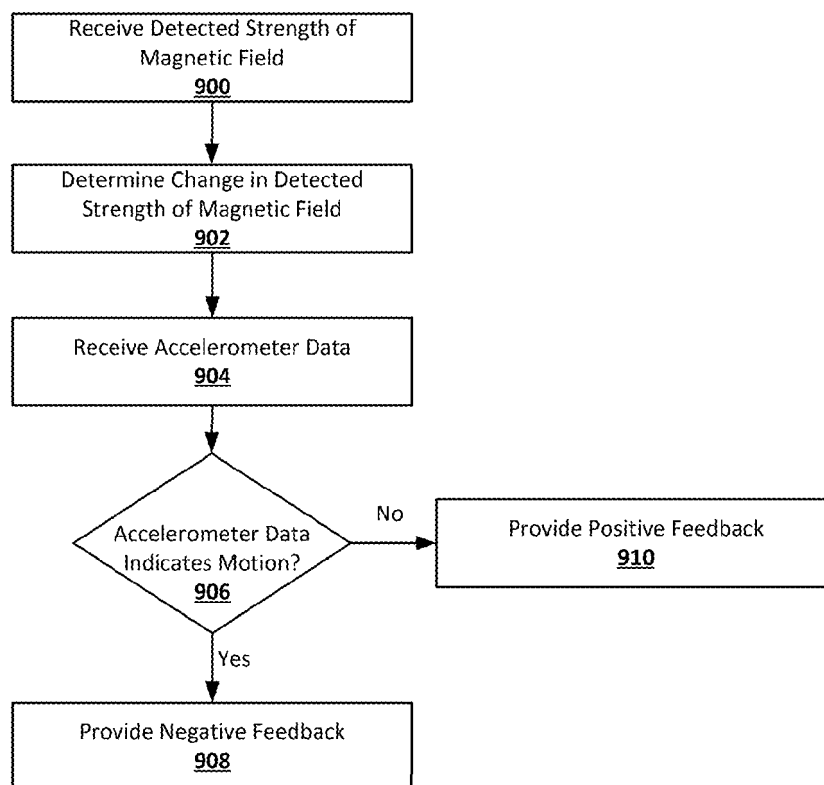 Receive Detected Strength of
Magnetic Field
900
Determine Change in Detected
Strength of Magnetic Field
902
Receive Accelerometer Data
904
Accelerometer Data
Indicates Motion?
906
No
Provide Positive Feedback
910
Yes
Provide Negative Feedback
908